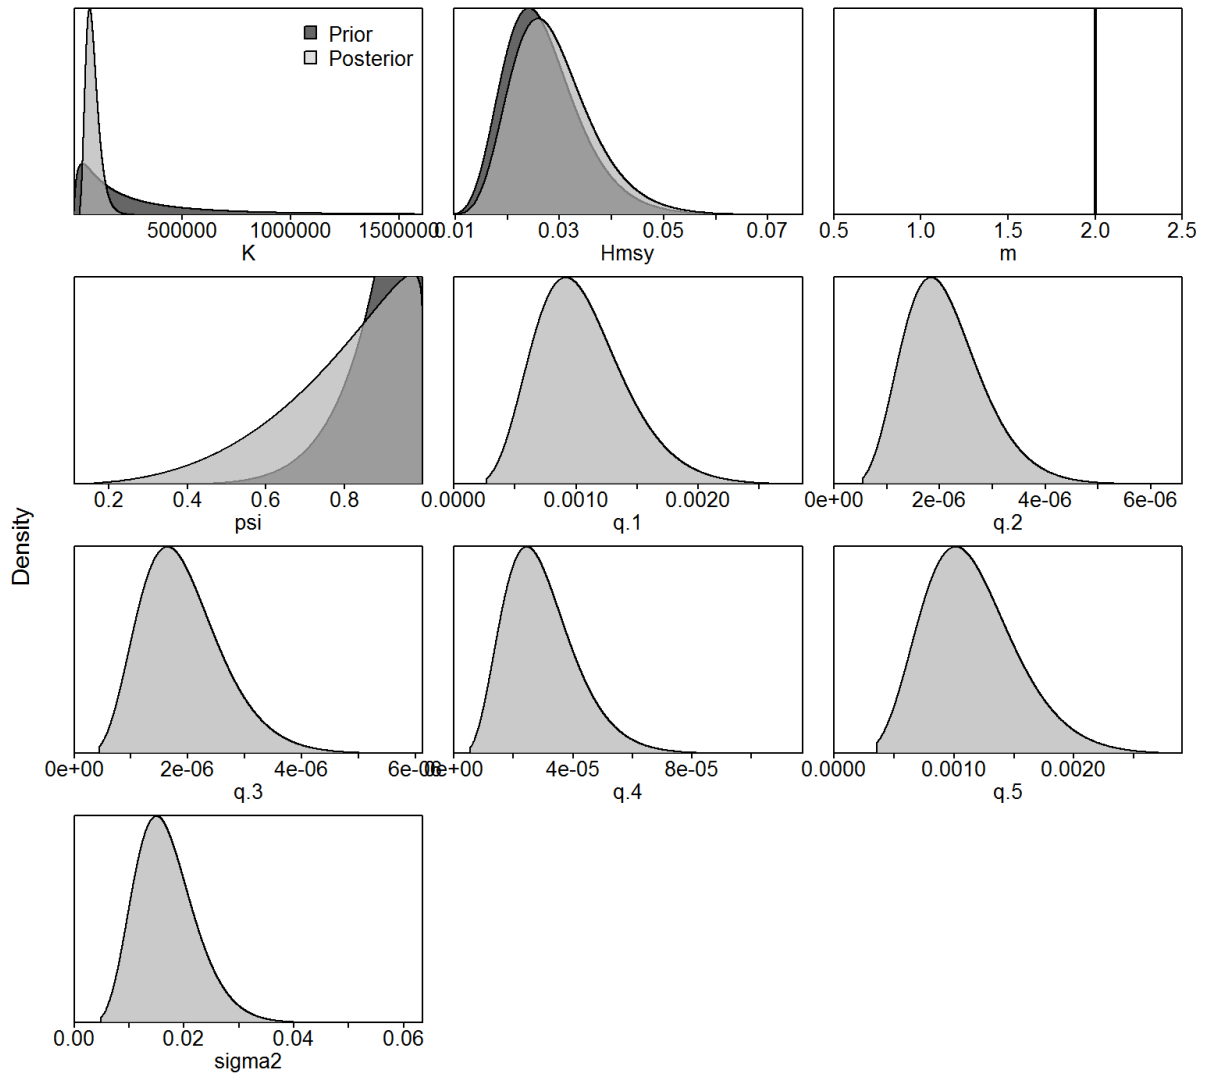 Prior
Posterior
500000 1000000 1500000
K
0.01 0.03 0.05 0.07
Hmsy
0.5 1.0 1.5 2.0 2.5
m
0.2 0.4 0.6 0.8
psi
0.0000 0.0010 0.0020
q.1
0e+00 2e-06 4e-06 6e-06
q.2
Density
0e+00 2e-06 4e-06 6e-06
q.3
0e+00 4e-05 8e-05
q.4
0.0000 0.0010 0.0020
q.5
0.00 0.02 0.04 0.06
sigma2